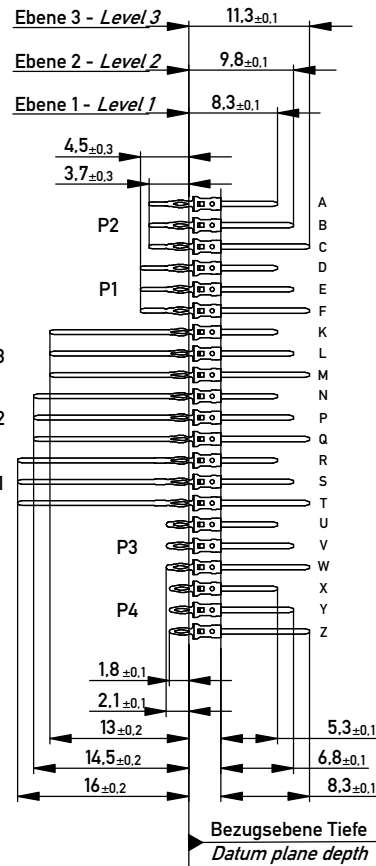 Ebene 3 - Level 3
11,3±0,1
Ebene 2 - Level 2
9,8±0,1
Ebene 1 - Level 1
8,3±0,1
4,5±0,3
3,7±0,3
A
P2
B
C
D
P1
E
F
K
3
L
M
N
2
P
Q
R
1
S
T
U
P3
V
W
X
P4
Y
Z
1,8±0,1
2,1±0,1
13±0,2
5,3±0,1
14,5±0,2
6,8±0,1
16±0,2
8,3±0,1
Bezugsebene Tiefe
Datum plane depth